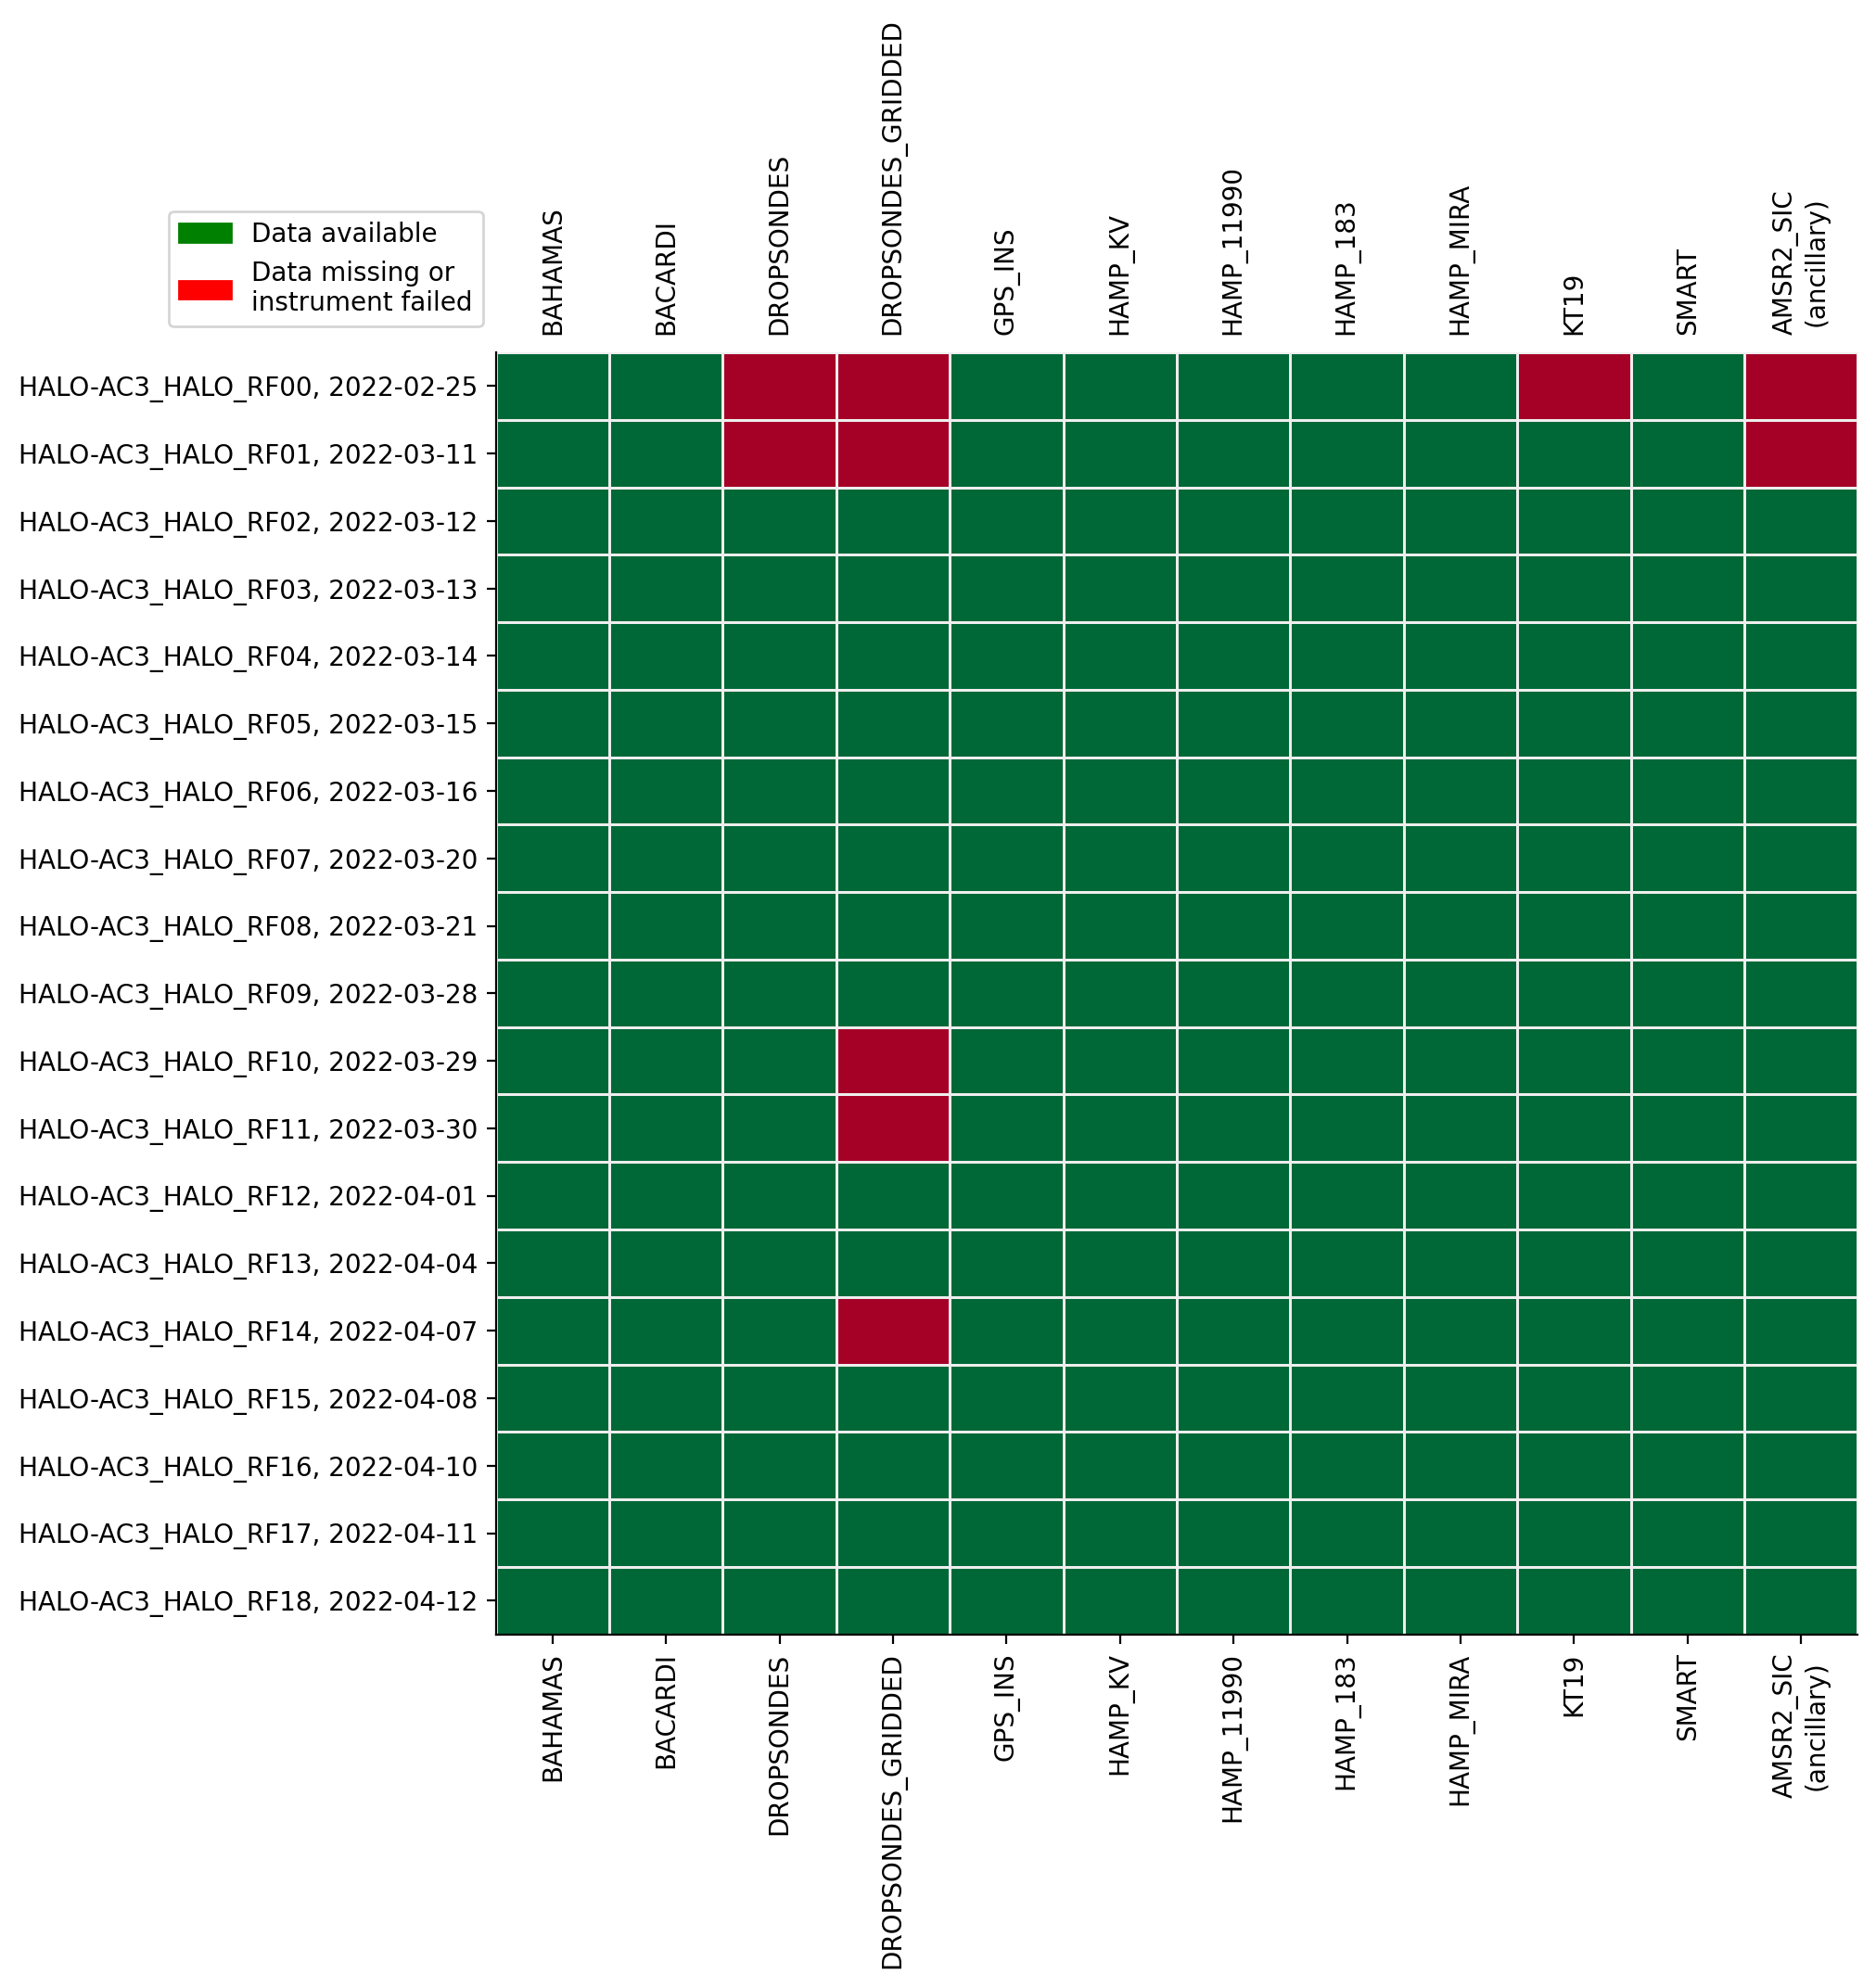 Data available
Data missing or
instrument failed
BAHAMAS
BACARDI
DROPSONDES
DROPSONDES_GRIDDED
GPS_INS
HAMP_KV
HAMP_11990
HAMP_183
HAMP_MIRA
KT19
SMART
AMSR2_SIC
(ancillary)
HALO-AC3_HALO_RF00, 2022-02-25
HALO-AC3_HALO_RF01, 2022-03-11
HALO-AC3_HALO_RF02, 2022-03-12
HALO-AC3_HALO_RF03, 2022-03-13
HALO-AC3_HALO_RF04, 2022-03-14
HALO-AC3_HALO_RF05, 2022-03-15
HALO-AC3_HALO_RF06, 2022-03-16
HALO-AC3_HALO_RF07, 2022-03-20
HALO-AC3_HALO_RF08, 2022-03-21
HALO-AC3_HALO_RF09, 2022-03-28
HALO-AC3_HALO_RF10, 2022-03-29
HALO-AC3_HALO_RF11, 2022-03-30
HALO-AC3_HALO_RF12, 2022-04-01
HALO-AC3_HALO_RF13, 2022-04-04
HALO-AC3_HALO_RF14, 2022-04-07
HALO-AC3_HALO_RF15, 2022-04-08
HALO-AC3_HALO_RF16, 2022-04-10
HALO-AC3_HALO_RF17, 2022-04-11
HALO-AC3_HALO_RF18, 2022-04-12
BAHAMAS
BACARDI
DROPSONDES
DROPSONDES_GRIDDED
GPS_INS
HAMP_KV
HAMP_11990
HAMP_183
HAMP_MIRA
KT19
SMART
AMSR2_SIC
(ancillary)